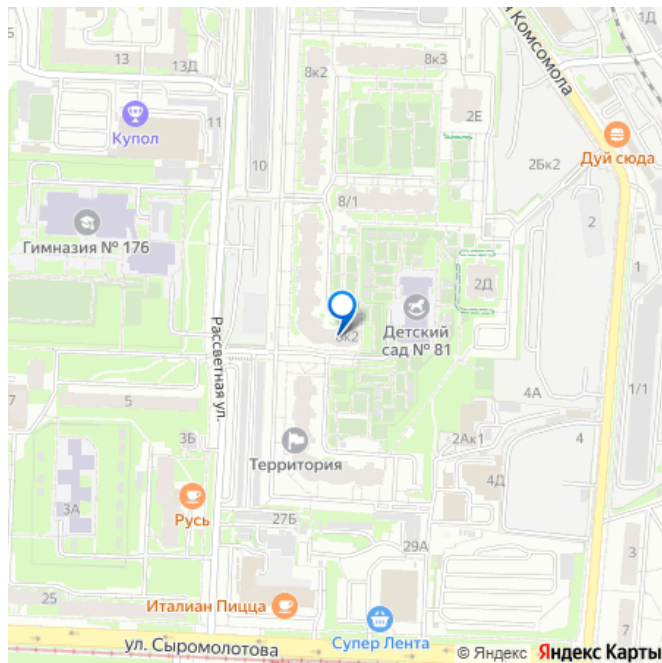 13
13Д
8к2
8к3
Комсомола
Купол
11
2Е
Дуй сюда
10
2Бк2
8/1
2
Гимназия № 176
1
2Д
Рассветная ул.
Детский
сад № 81
4А
1/1
7
5
3Б
2Ак1
4
Территория
4Д
3А
Русь
27Б
29А
3
25
Италиан Пицца
ул. Сыромолотова
Супер Лента
7
© Яндекс Яндекс Карты